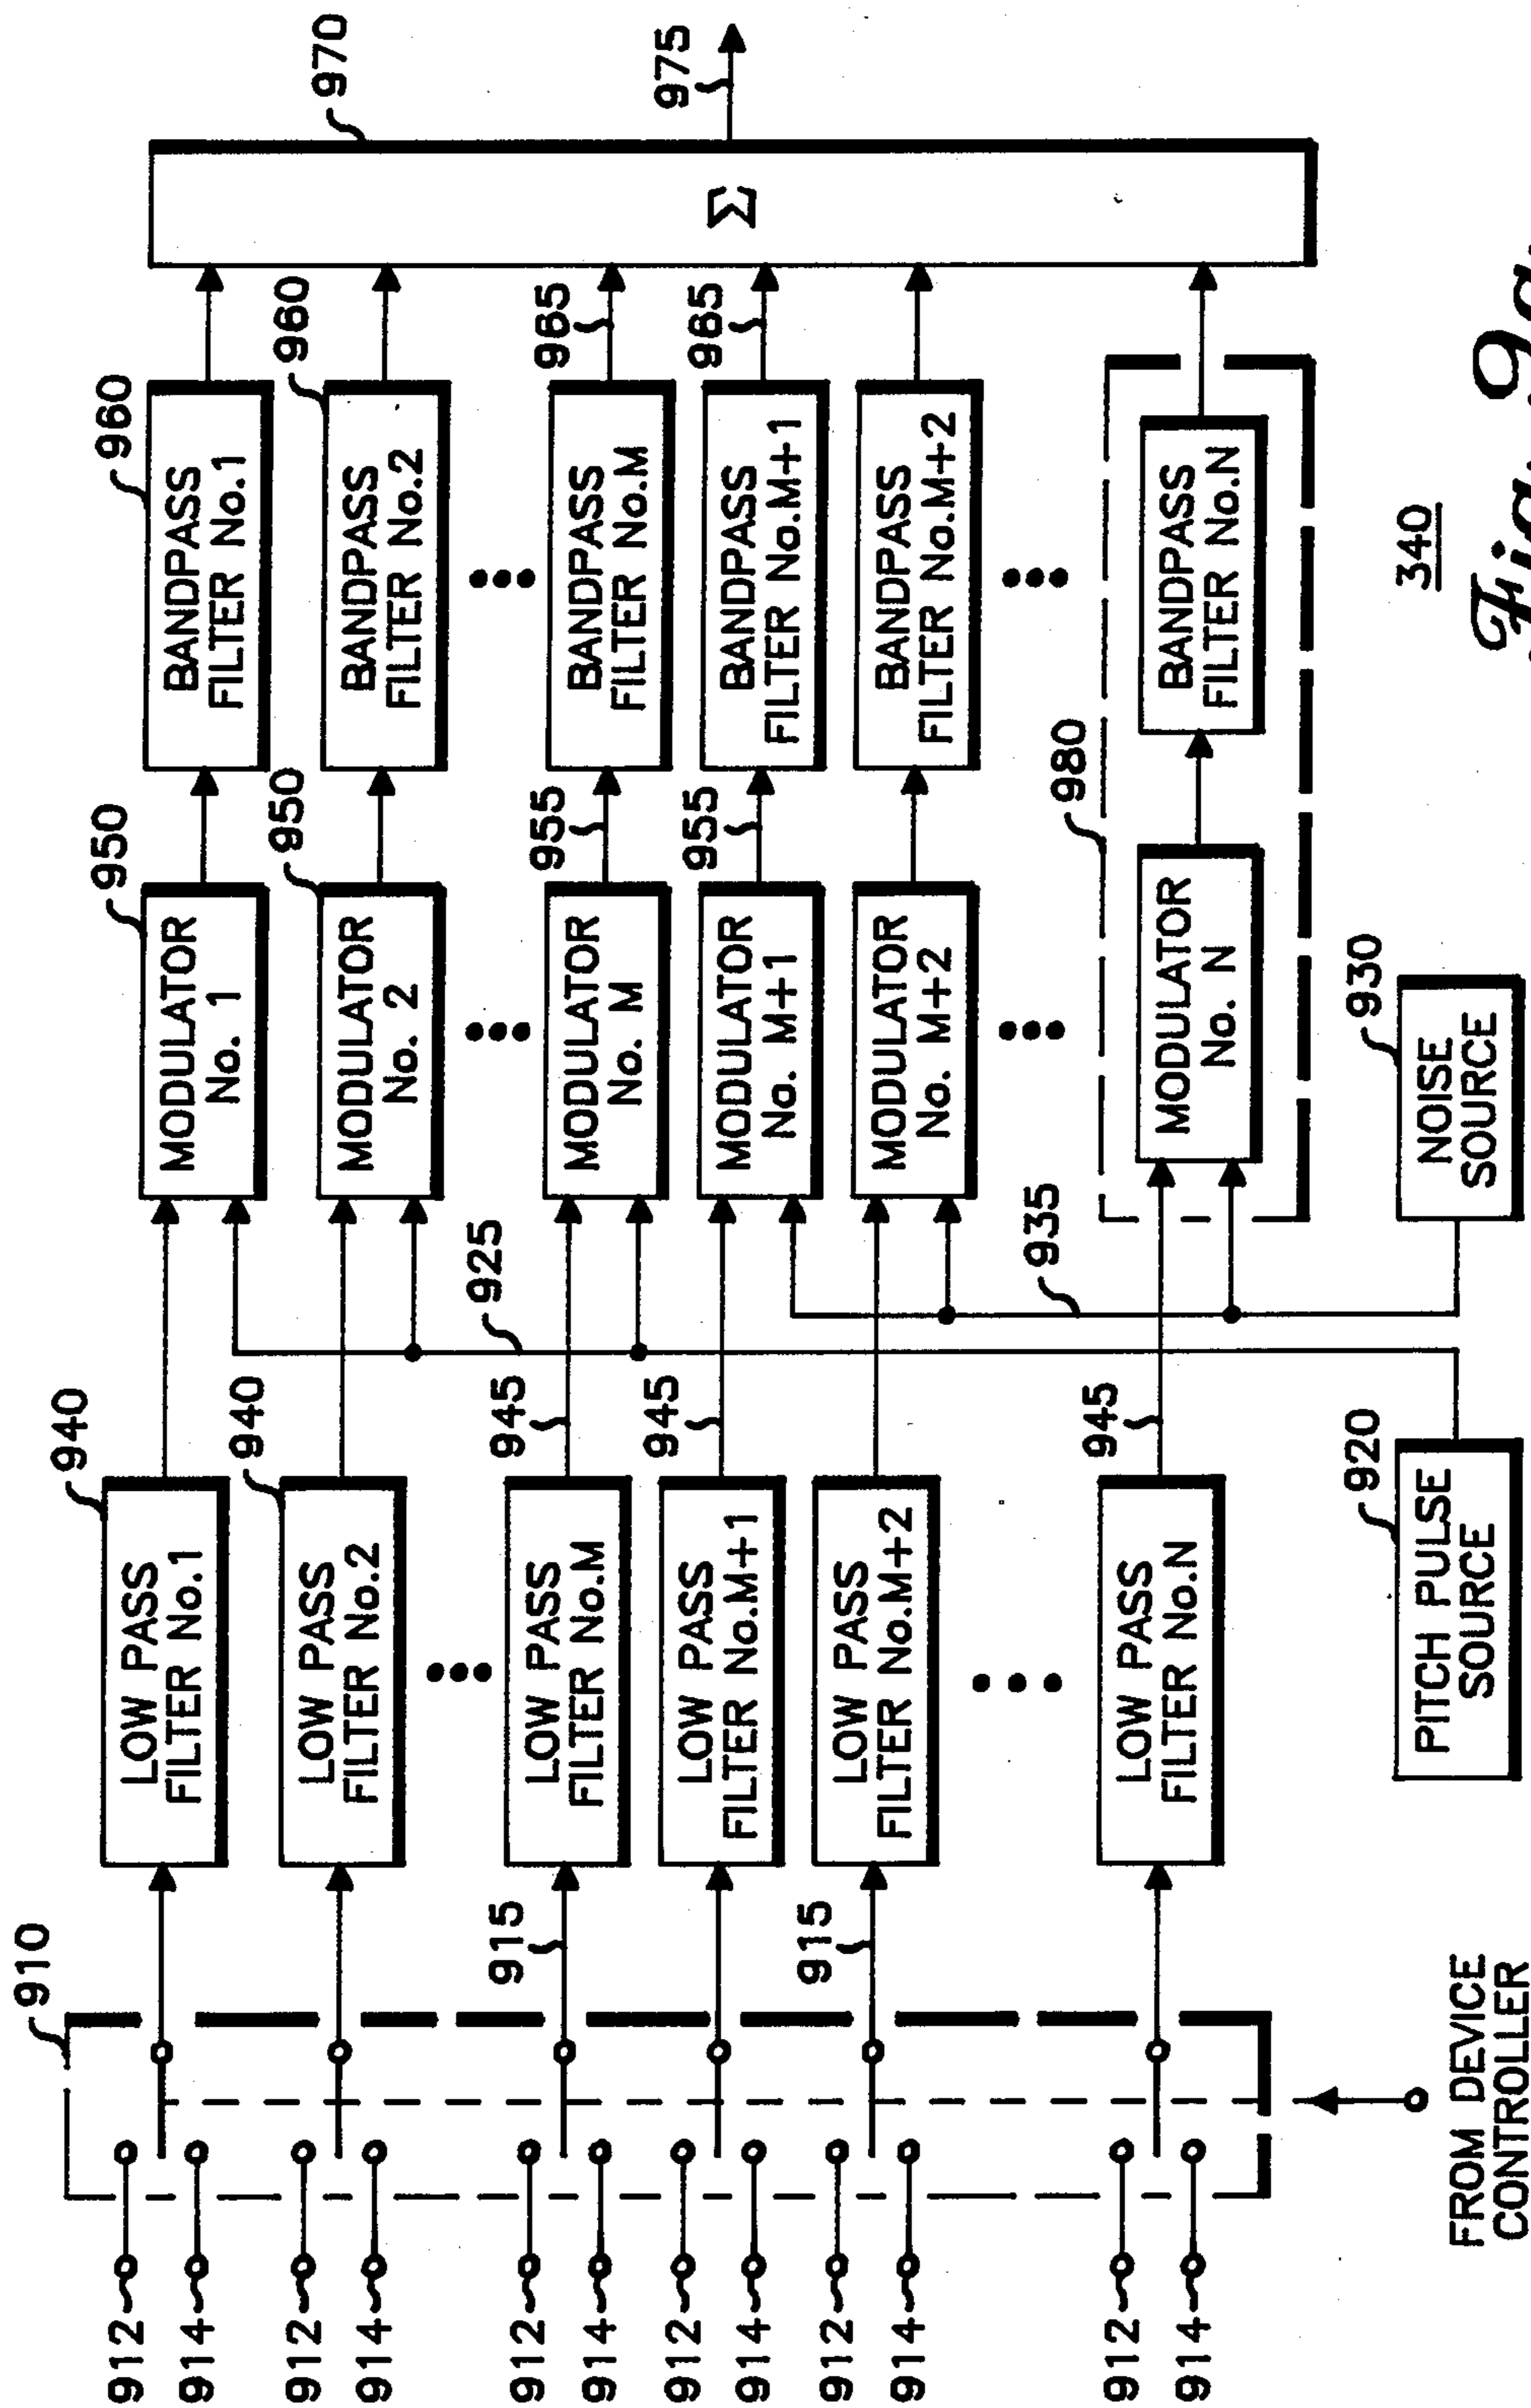 910
912
914
912
914
912
914
912
914
912
914
912
914
915
915
FROM DEVICE
CONTROLLER
940
LOW PASS
FILTER No.1
940
LOW PASS
FILTER No.2
LOW PASS
FILTER No.M
LOW PASS
FILTER No.M+1
LOW PASS
FILTER No.M+2
LOW PASS
FILTER No.N
945
945
945
920
PITCH PULSE
SOURCE
925
935
930
NOISE
SOURCE
950
MODULATOR
No. 1
950
MODULATOR
No. 2
MODULATOR
No. M
MODULATOR
No. M+1
MODULATOR
No. M+2
MODULATOR
No. N
955
955
980
960
BANDPASS
FILTER No.1
960
BANDPASS
FILTER No.2
BANDPASS
FILTER No.M
BANDPASS
FILTER No.M+1
BANDPASS
FILTER No.M+2
BANDPASS
FILTER No.N
965
965
970
Σ
975
340